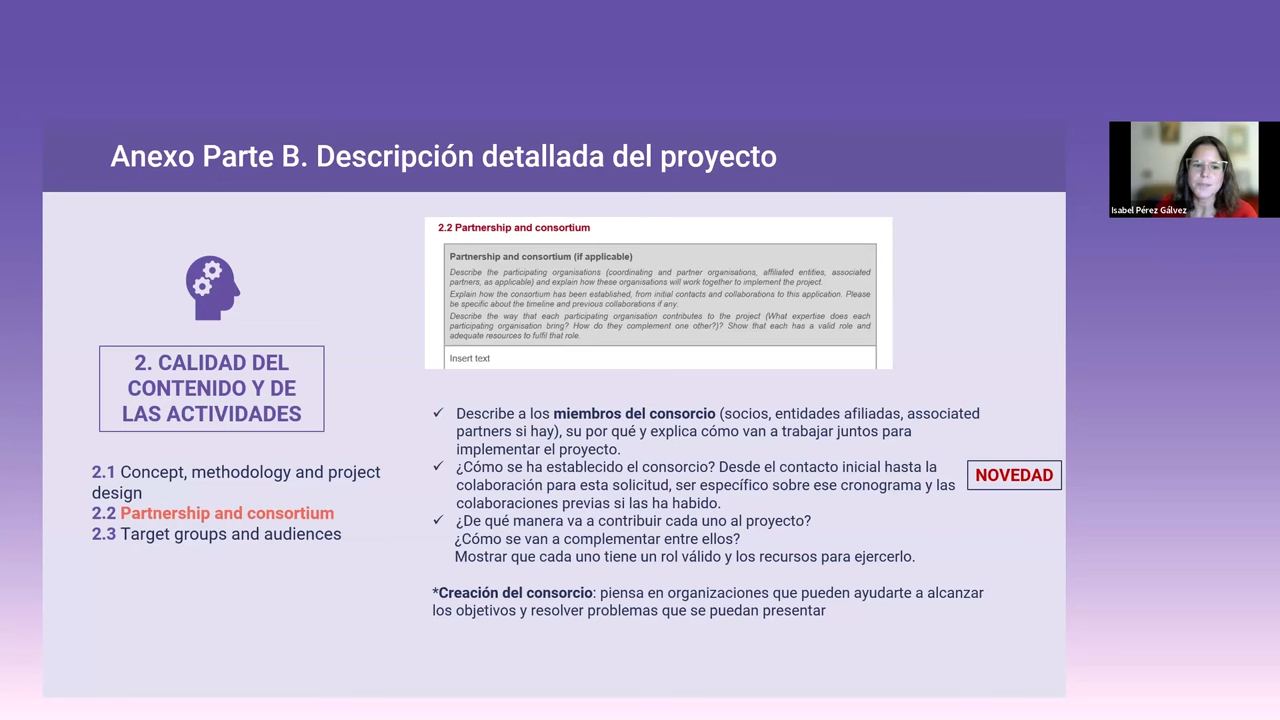 Anexo Parte B. Descripción detallada del proyecto
Isabel Pérez Gálvez
2. CALIDAD DEL
CONTENIDO Y DE
LAS ACTIVIDADES
2.1 Concept, methodology and project
design
2.2 Partnership and consortium
2.3 Target groups and audiences
2.2 Partnership and consortium
Partnership and consortium (if applicable)
Describe the participating organisations (coordinating and partner organisations, affiliated entities, associated
partners, as applicable) and explain how these organisations will work together to implement the project.
Explain how the consortium has been established, from initial contacts and collaborations to this application. Please
be specific about the timeline and previous collaborations if any.
Describe the way that each participating organisation contributes to the project (What expertise does each
participating organisation bring? How do they complement one other?)? Show that each has a valid role and
adequate resources to fulfil that role.
Insert text
✓ Describe a los miembros del consorcio (socios, entidades afiliadas, associated
partners si hay), su por qué y explica cómo van a trabajar juntos para
implementar el proyecto.
✓ ¿Cómo se ha establecido el consorcio? Desde el contacto inicial hasta la
colaboración para esta solicitud, ser específico sobre ese cronograma y las
colaboraciones previas si las ha habido.
NOVEDAD
✓ ¿De qué manera va a contribuir cada uno al proyecto?
¿Cómo se van a complementar entre ellos?
Mostrar que cada uno tiene un rol válido y los recursos para ejercerlo.
*Creación del consorcio: piensa en organizaciones que pueden ayudarte a alcanzar
los objetivos y resolver problemas que se puedan presentar